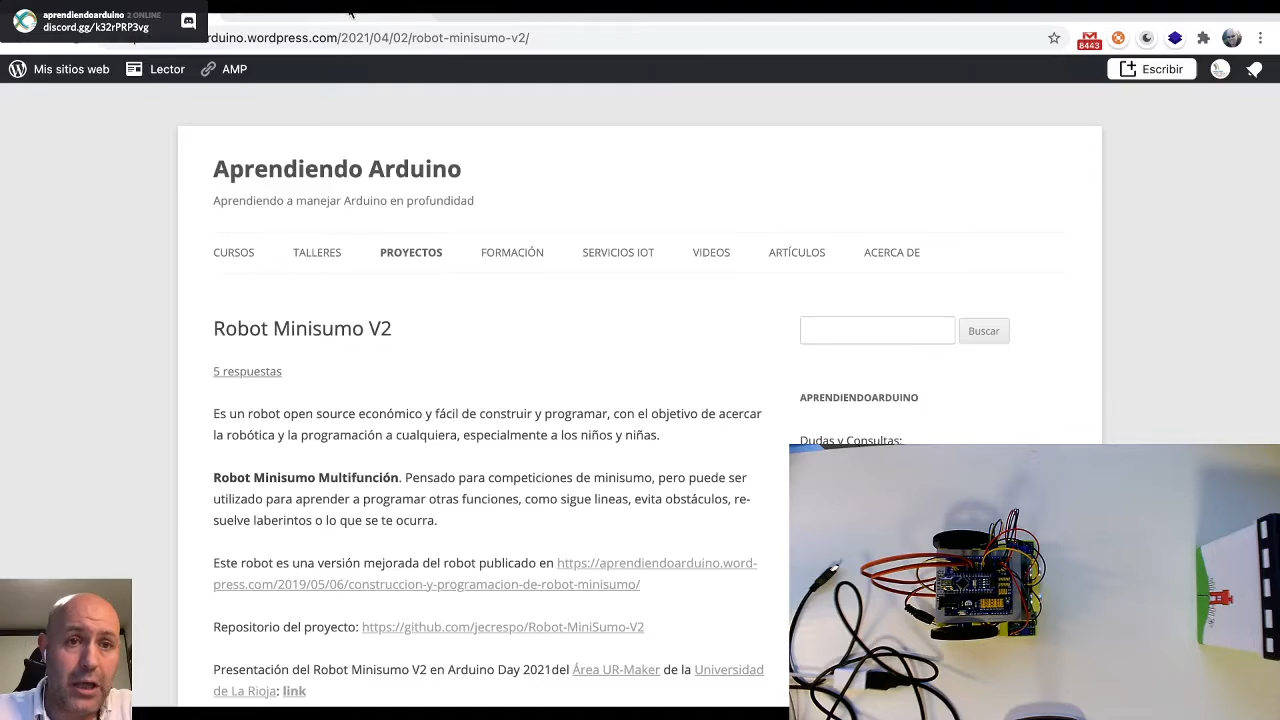 aprendiendoarduino 2 ONLINE
discord.gg/k32rPRP3vg
duino.wordpress.com/2021/04/02/robot-minisumo-v2/
8443
Mis sitios web
Lector
AMP
Escribir
Aprendiendo Arduino
Aprendiendo a manejar Arduino en profundidad
CURSOS
TALLERES
PROYECTOS
FORMACIÓN
SERVICIOS IOT
VIDEOS
ARTÍCULOS
ACERCA DE
Robot Minisumo V2
Buscar
5 respuestas
APRENDIENDOARDUINO
Es un robot open source económico y fácil de construir y programar, con el objetivo de acercar
la robótica y la programación a cualquiera, especialmente a los niños y niñas.
Dudas y Consultas:
Robot Minisumo Multifunción. Pensado para competiciones de minisumo, pero puede ser
utilizado para aprender a programar otras funciones, como sigue lineas, evita obstáculos, re-
suelve laberintos o lo que se te ocurra.
Este robot es una versión mejorada del robot publicado en https://aprendiendoarduino.word-
press.com/2019/05/06/construccion-y-programacion-de-robot-minisumo/
Repositorio del proyecto: https://github.com/jecrespo/Robot-MiniSumo-V2
Presentación del Robot Minisumo V2 en Arduino Day 2021del Área UR-Maker de la Universidad
de La Rioja: link